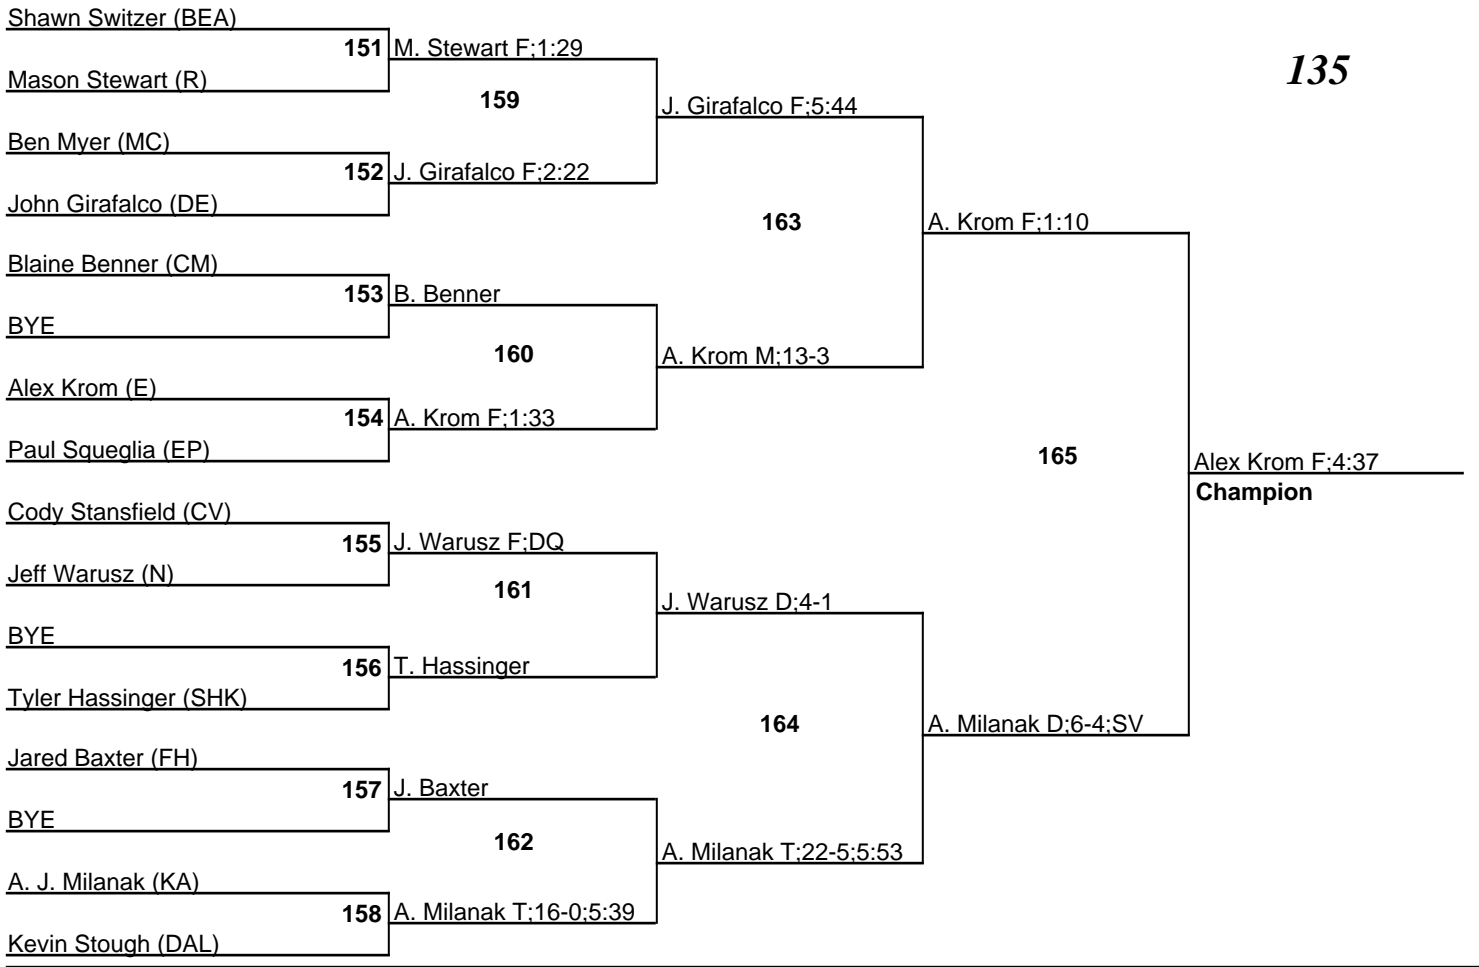 Shawn Switzer (BEA)
151 M. Stewart F;1:29
135
Mason Stewart (R)
159
J. Girafalco F;5:44
Ben Myer (MC)
152 J. Girafalco F;2:22
John Girafalco (DE)
163
A. Krom F;1:10
Blaine Benner (CM)
153 B. Benner
BYE
160
A. Krom M;13-3
Alex Krom (E)
154 A. Krom F;1:33
Paul Squeglia (EP)
165
Alex Krom F;4:37
Champion
Cody Stansfield (CV)
155 J. Warusz F;DQ
Jeff Warusz (N)
161
J. Warusz D;4-1
BYE
156 T. Hassinger
Tyler Hassinger (SHK)
164
A. Milanak D;6-4;SV
Jared Baxter (FH)
157 J. Baxter
BYE
162
A. Milanak T;22-5;5:53
A. J. Milanak (KA)
158 A. Milanak T;16-0;5:39
Kevin Stough (DAL)